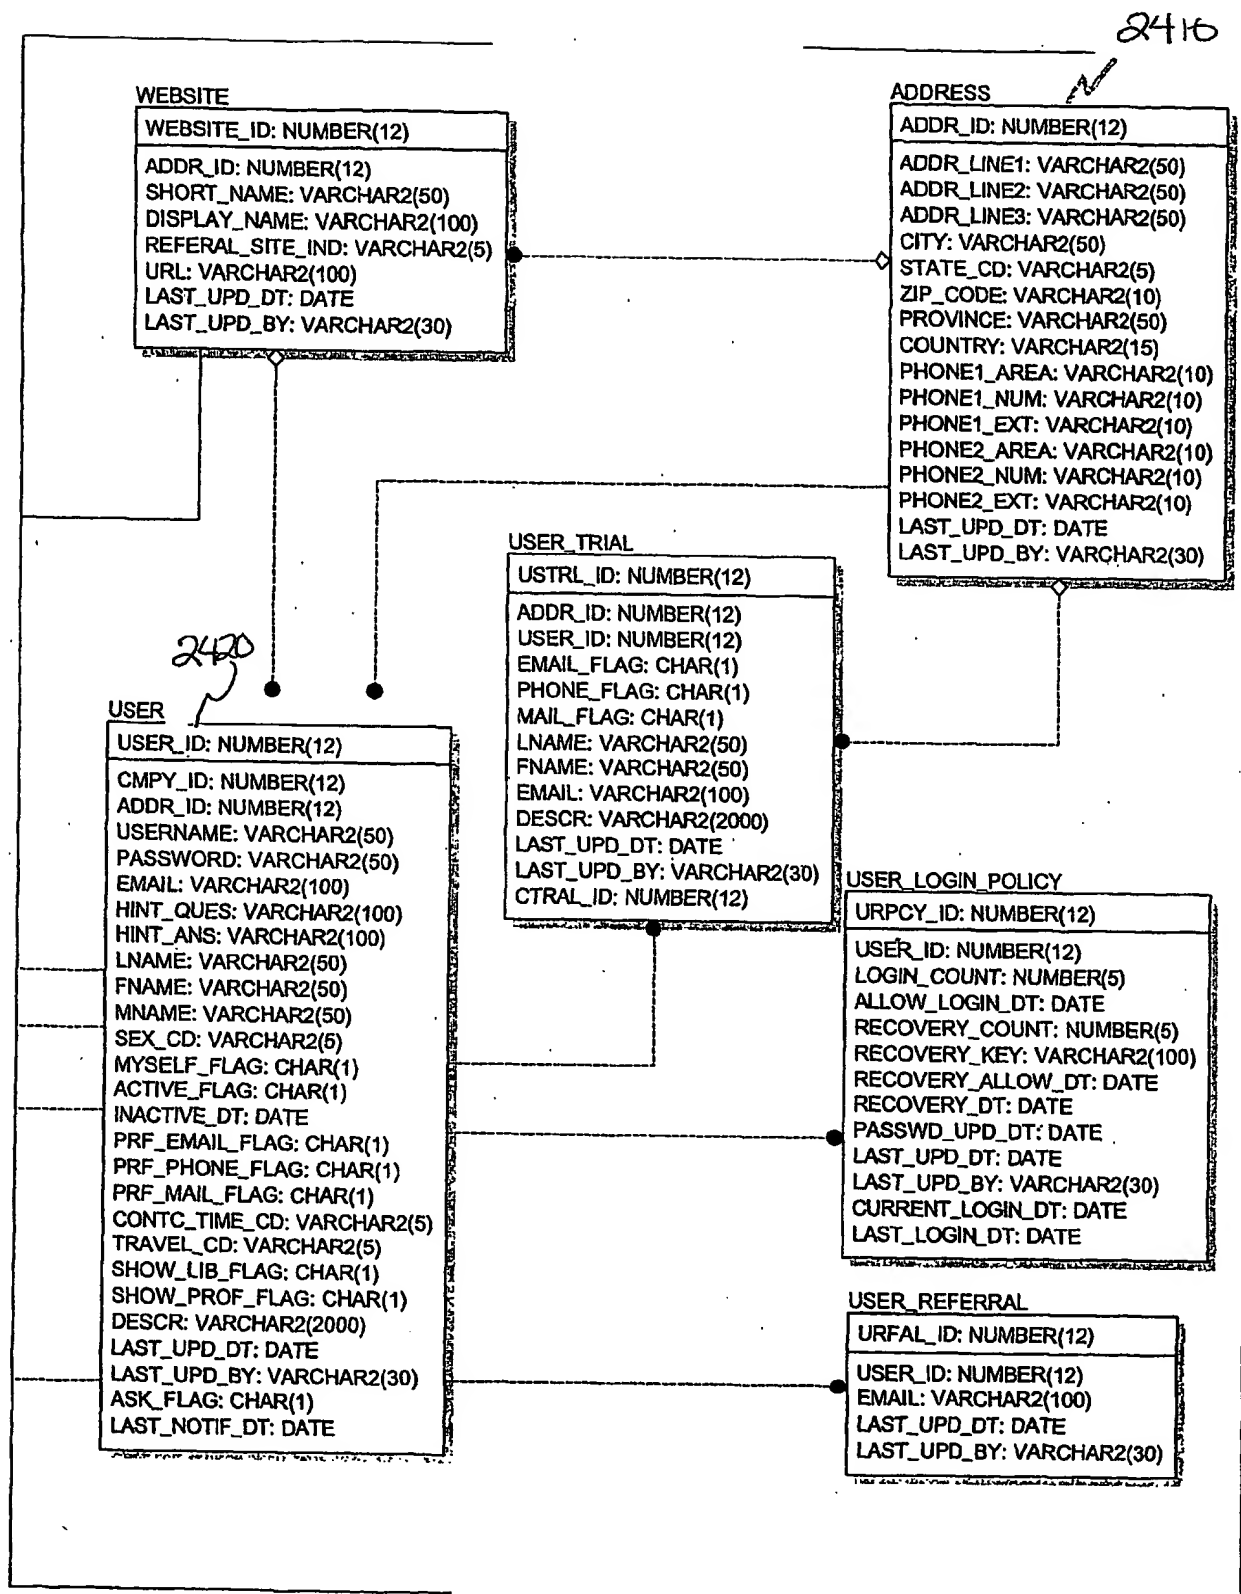 2410
WEBSITE
WEBSITE_ID: NUMBER(12)
ADDR_ID: NUMBER(12)
SHORT_NAME: VARCHAR2(50)
DISPLAY_NAME: VARCHAR2(100)
REFERAL_SITE_IND: VARCHAR2(5)
URL: VARCHAR2(100)
LAST_UPD_DT: DATE
LAST_UPD_BY: VARCHAR2(30)
ADDRESS
ADDR_ID: NUMBER(12)
ADDR_LINE1: VARCHAR2(50)
ADDR_LINE2: VARCHAR2(50)
ADDR_LINE3: VARCHAR2(50)
CITY: VARCHAR2(50)
STATE_CD: VARCHAR2(5)
ZIP_CODE: VARCHAR2(10)
PROVINCE: VARCHAR2(50)
COUNTRY: VARCHAR2(15)
PHONE1_AREA: VARCHAR2(10)
PHONE1_NUM: VARCHAR2(10)
PHONE1_EXT: VARCHAR2(10)
PHONE2_AREA: VARCHAR2(10)
PHONE2_NUM: VARCHAR2(10)
PHONE2_EXT: VARCHAR2(10)
LAST_UPD_DT: DATE
LAST_UPD_BY: VARCHAR2(30)
USER_TRIAL
USTRL_ID: NUMBER(12)
ADDR_ID: NUMBER(12)
USER_ID: NUMBER(12)
EMAIL_FLAG: CHAR(1)
PHONE_FLAG: CHAR(1)
MAIL_FLAG: CHAR(1)
LNAME: VARCHAR2(50)
FNAME: VARCHAR2(50)
EMAIL: VARCHAR2(100)
DESCR: VARCHAR2(2000)
LAST_UPD_DT: DATE
LAST_UPD_BY: VARCHAR2(30)
CTRAL_ID: NUMBER(12)
2420
USER
USER_ID: NUMBER(12)
CMPY_ID: NUMBER(12)
ADDR_ID: NUMBER(12)
USERNAME: VARCHAR2(50)
PASSWORD: VARCHAR2(50)
EMAIL: VARCHAR2(100)
HINT_QUES: VARCHAR2(100)
HINT_ANS: VARCHAR2(100)
LNAME: VARCHAR2(50)
FNAME: VARCHAR2(50)
MNAME: VARCHAR2(50)
SEX_CD: VARCHAR2(5)
MYSELF_FLAG: CHAR(1)
ACTIVE_FLAG: CHAR(1)
INACTIVE_DT: DATE
PRF_EMAIL_FLAG: CHAR(1)
PRF_PHONE_FLAG: CHAR(1)
PRF_MAIL_FLAG: CHAR(1)
CONTC_TIME_CD: VARCHAR2(5)
TRAVEL_CD: VARCHAR2(5)
SHOW_LIB_FLAG: CHAR(1)
SHOW_PROF_FLAG: CHAR(1)
DESCR: VARCHAR2(2000)
LAST_UPD_DT: DATE
LAST_UPD_BY: VARCHAR2(30)
ASK_FLAG: CHAR(1)
LAST_NOTIF_DT: DATE
USER_LOGIN_POLICY
URPCY_ID: NUMBER(12)
USER_ID: NUMBER(12)
LOGIN_COUNT: NUMBER(5)
ALLOW_LOGIN_DT: DATE
RECOVERY_COUNT: NUMBER(5)
RECOVERY_KEY: VARCHAR2(100)
RECOVERY_ALLOW_DT: DATE
RECOVERY_DT: DATE
PASSWD_UPD_DT: DATE
LAST_UPD_DT: DATE
LAST_UPD_BY: VARCHAR2(30)
CURRENT_LOGIN_DT: DATE
LAST_LOGIN_DT: DATE
USER_REFERRAL
URFAL_ID: NUMBER(12)
USER_ID: NUMBER(12)
EMAIL: VARCHAR2(100)
LAST_UPD_DT: DATE
LAST_UPD_BY: VARCHAR2(30)